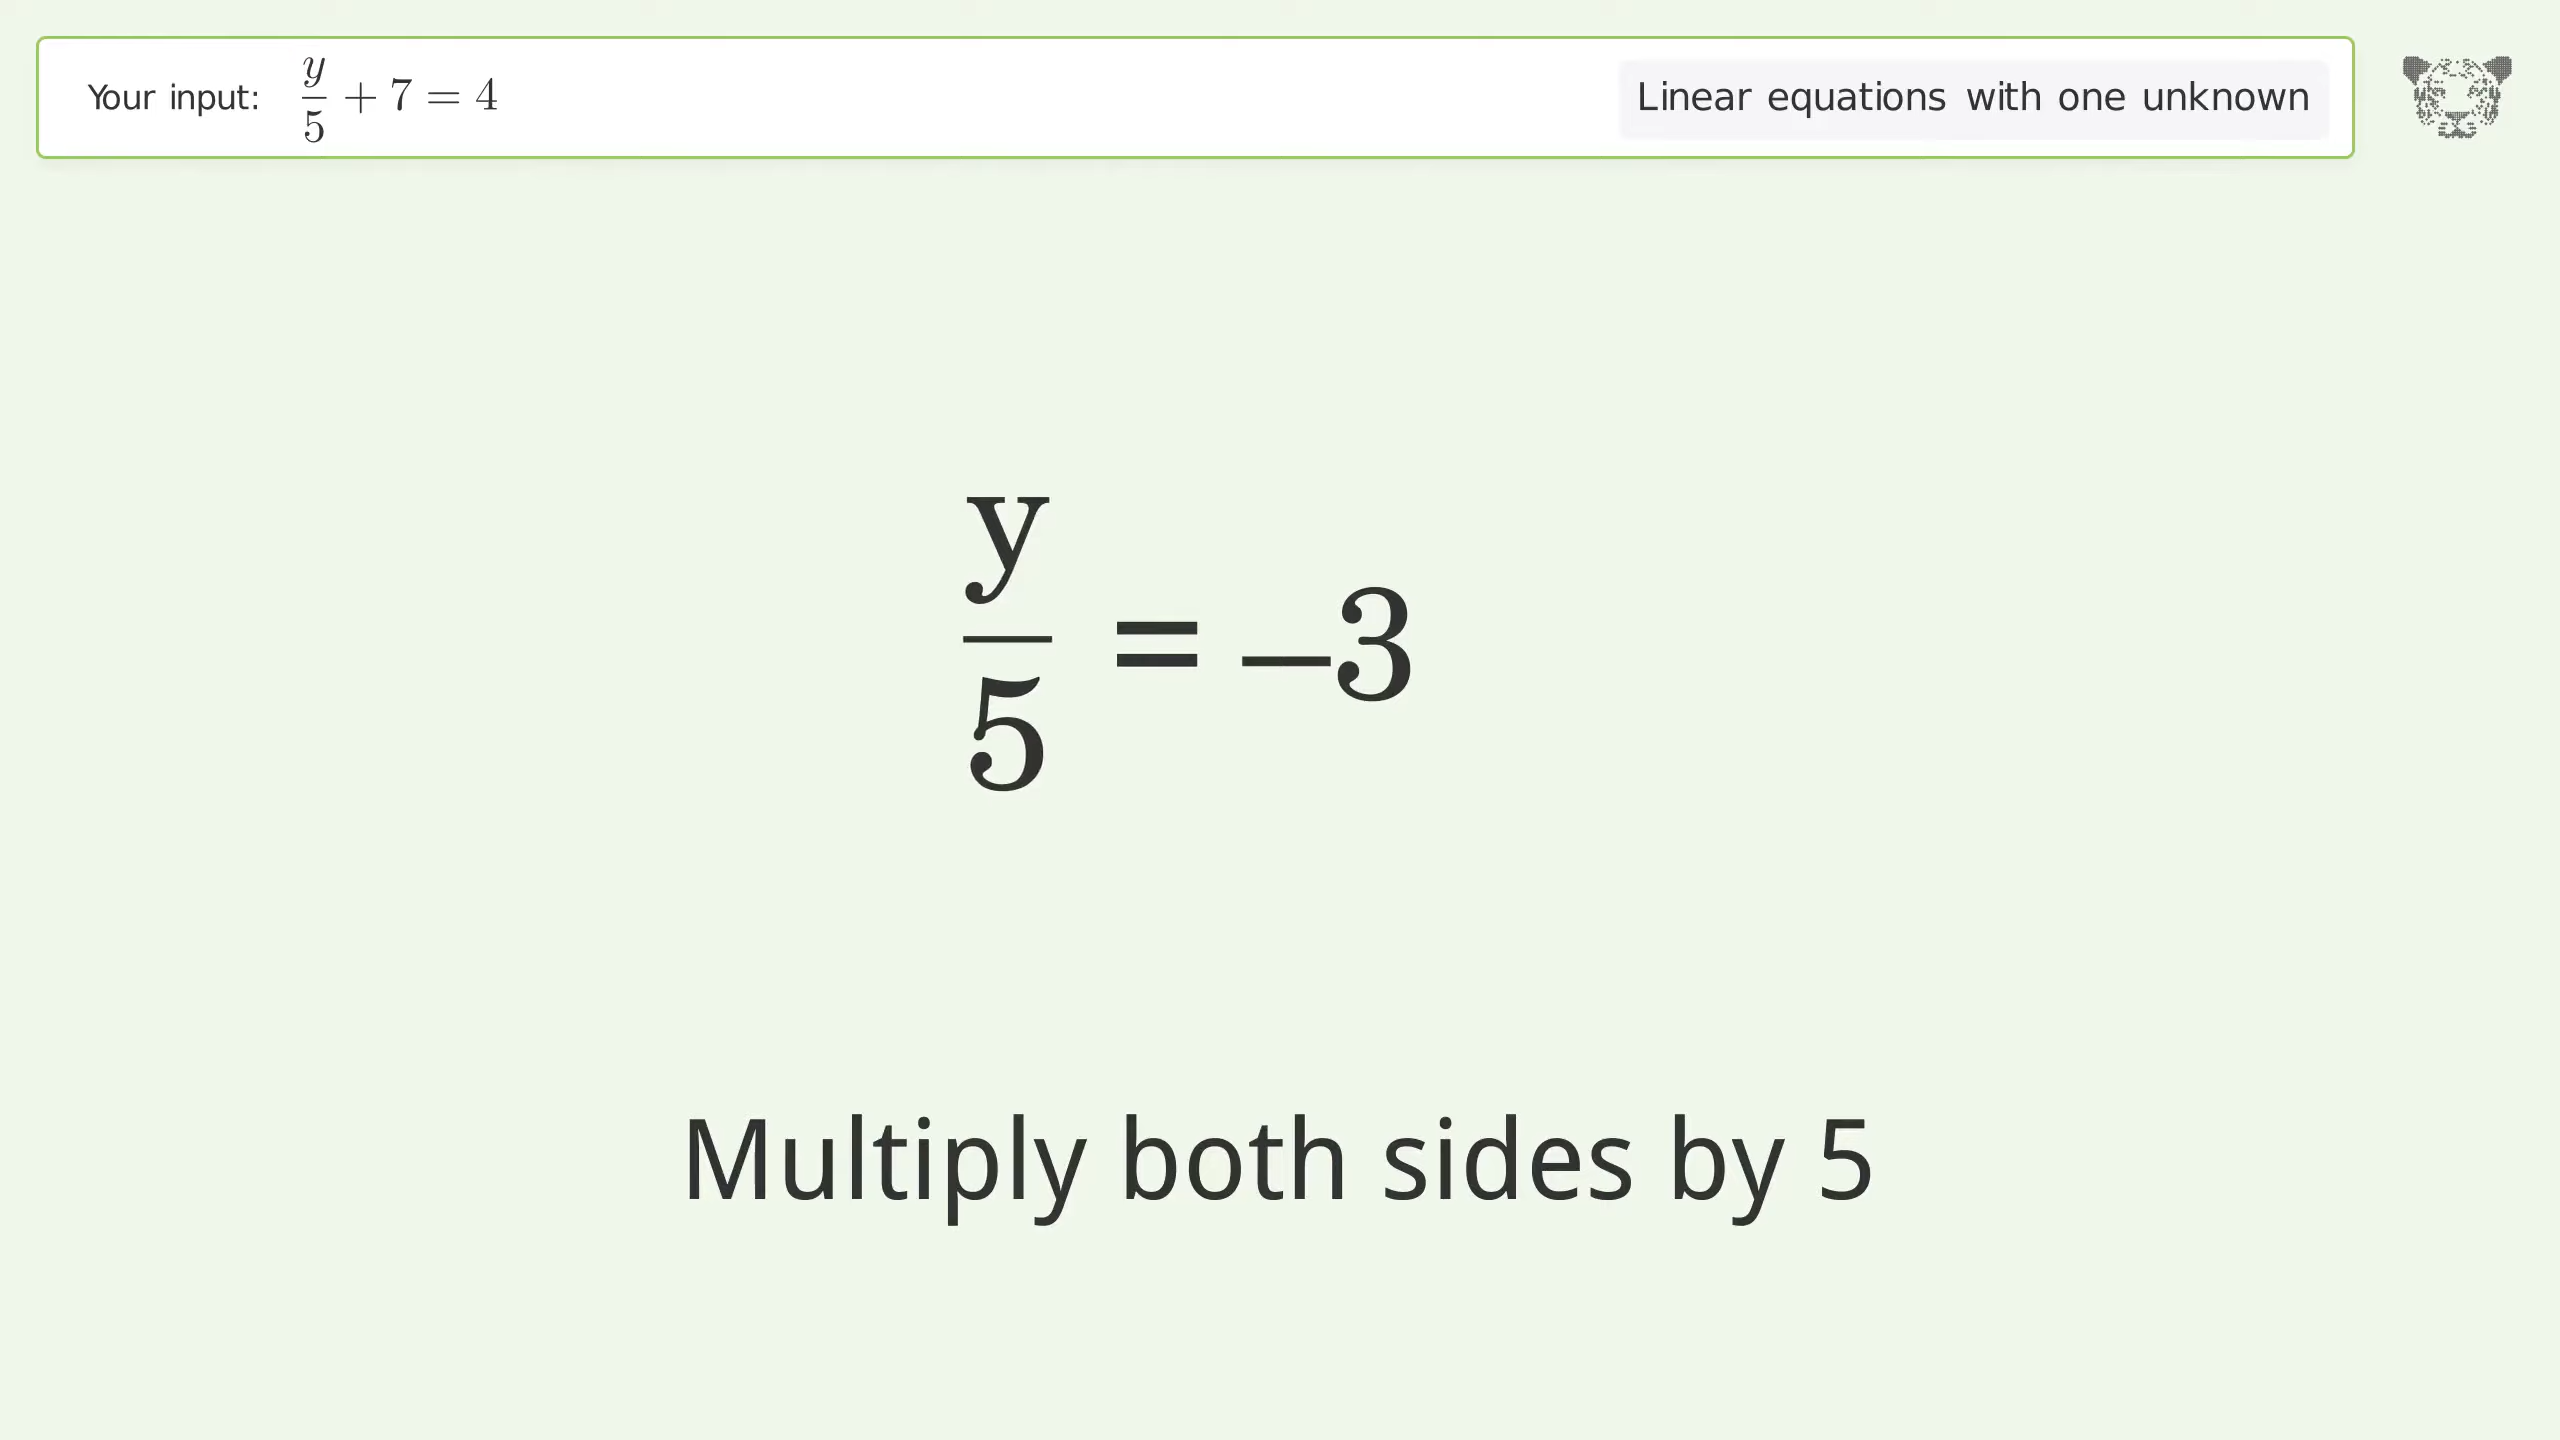 Your input: y/5 + 7 = 4
Linear equations with one unknown
y/5 = –3
Multiply both sides by 5